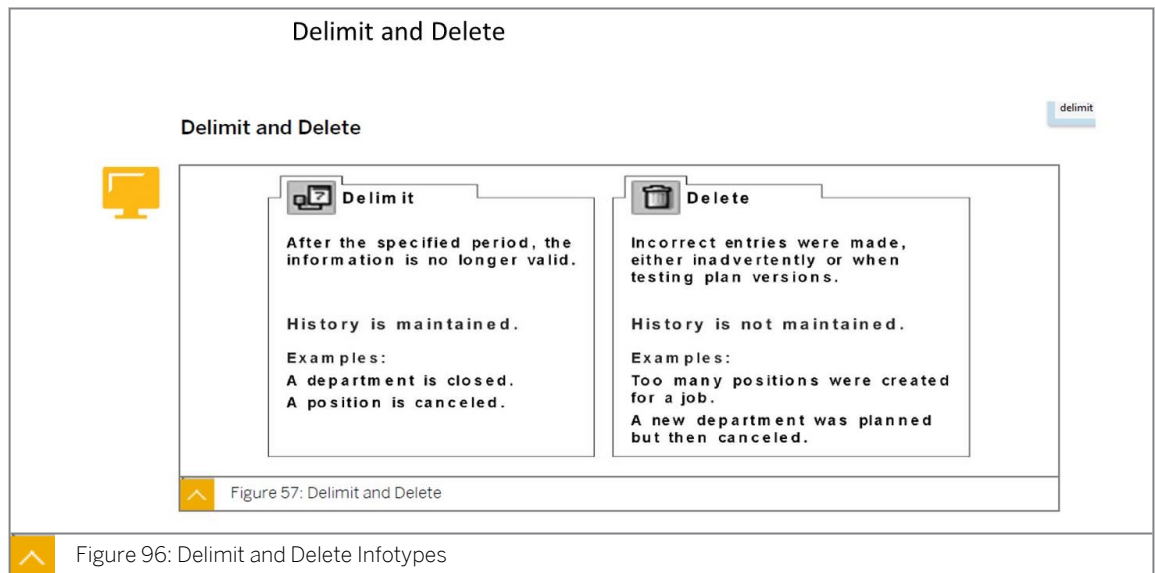 Delimit and Delete
delimit
Delimit and Delete
Delimit
After the specified period, the
information is no longer valid.
History is maintained.
Examples:
A department is closed.
A position is canceled.
Delete
Incorrect entries were made,
either inadvertently or when
testing plan versions.
History is not maintained.
Examples:
Too many positions were created
for a job.
A new department was planned
but then canceled.
Figure 57: Delimit and Delete
Figure 96: Delimit and Delete Infotypes